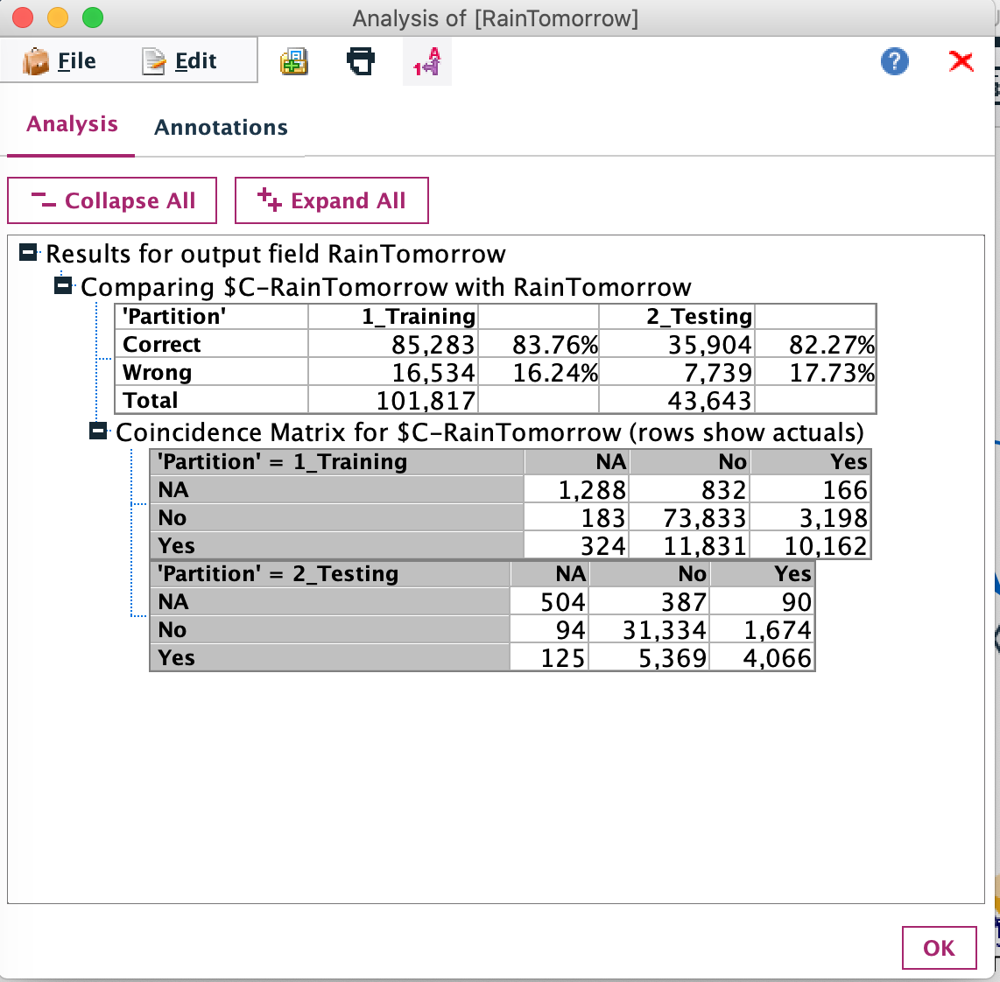 Analysis of [RainTomorrow]
File Edit
Analysis Annotations
Collapse All Expand All
Results for output field RainTomorrow
Comparing $C-RainTomorrow with RainTomorrow
'Partition' 1_Training 2_Testing
Correct 85,283 83.76% 35,904 82.27%
Wrong 16,534 16.24% 7,739 17.73%
Total 101,817 43,643
Coincidence Matrix for $C-RainTomorrow (rows show actuals)
'Partition' = 1_Training NA No Yes
NA 1,288 832 166
No 183 73,833 3,198
Yes 324 11,831 10,162
'Partition' = 2_Testing NA No Yes
NA 504 387 90
No 94 31,334 1,674
Yes 125 5,369 4,066
OK